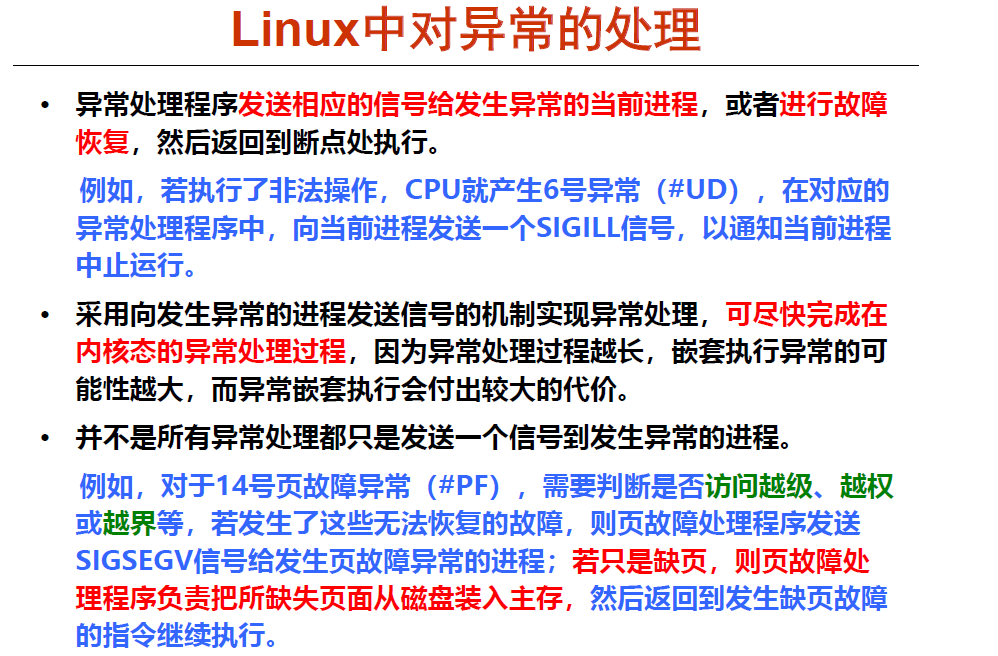 Linux中对异常的处理
• 异常处理程序发送相应的信号给发生异常的当前进程，或者进行故障
恢复，然后返回到断点处执行。
例如，若执行了非法操作，CPU就产生6号异常（#UD），在对应的
异常处理程序中，向当前进程发送一个SIGILL信号，以通知当前进程
中止运行。
• 采用向发生异常的进程发送信号的机制实现异常处理，可尽快完成在
内核态的异常处理过程，因为异常处理过程越长，嵌套执行异常的可
能性越大，而异常嵌套执行会付出较大的代价。
• 并不是所有异常处理都只是发送一个信号到发生异常的进程。
例如，对于14号页故障异常（#PF），需要判断是否访问越级、越权
或越界等，若发生了这些无法恢复的故障，则页故障处理程序发送
SIGSEGV信号给发生页故障异常的进程；若只是缺页，则页故障处
理程序负责把所缺失页面从磁盘装入主存，然后返回到发生缺页故障
的指令继续执行。